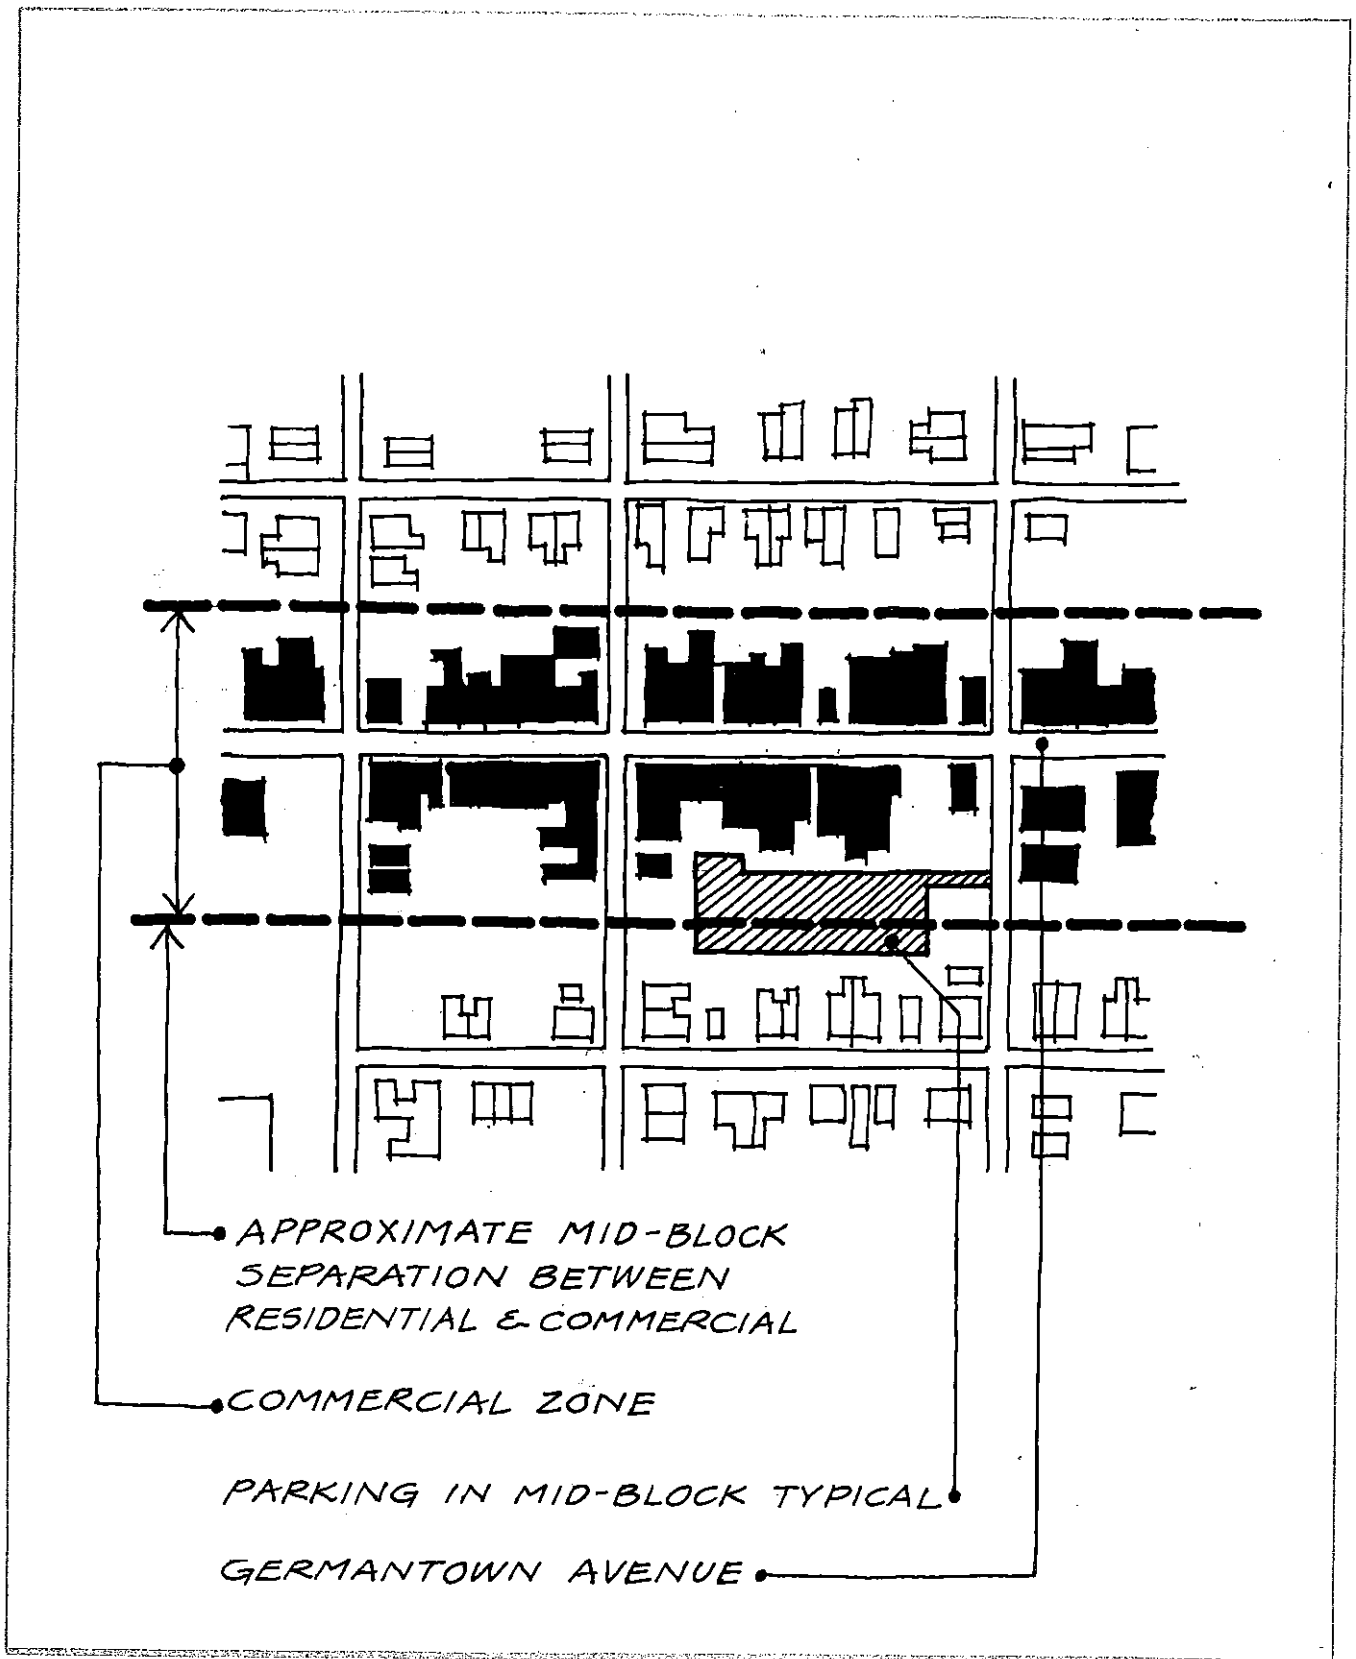 APPROXIMATE MID-BLOCK
SEPARATION BETWEEN
RESIDENTIAL & COMMERCIAL
COMMERCIAL ZONE
PARKING IN MID-BLOCK TYPICAL
GERMANTOWN AVENUE